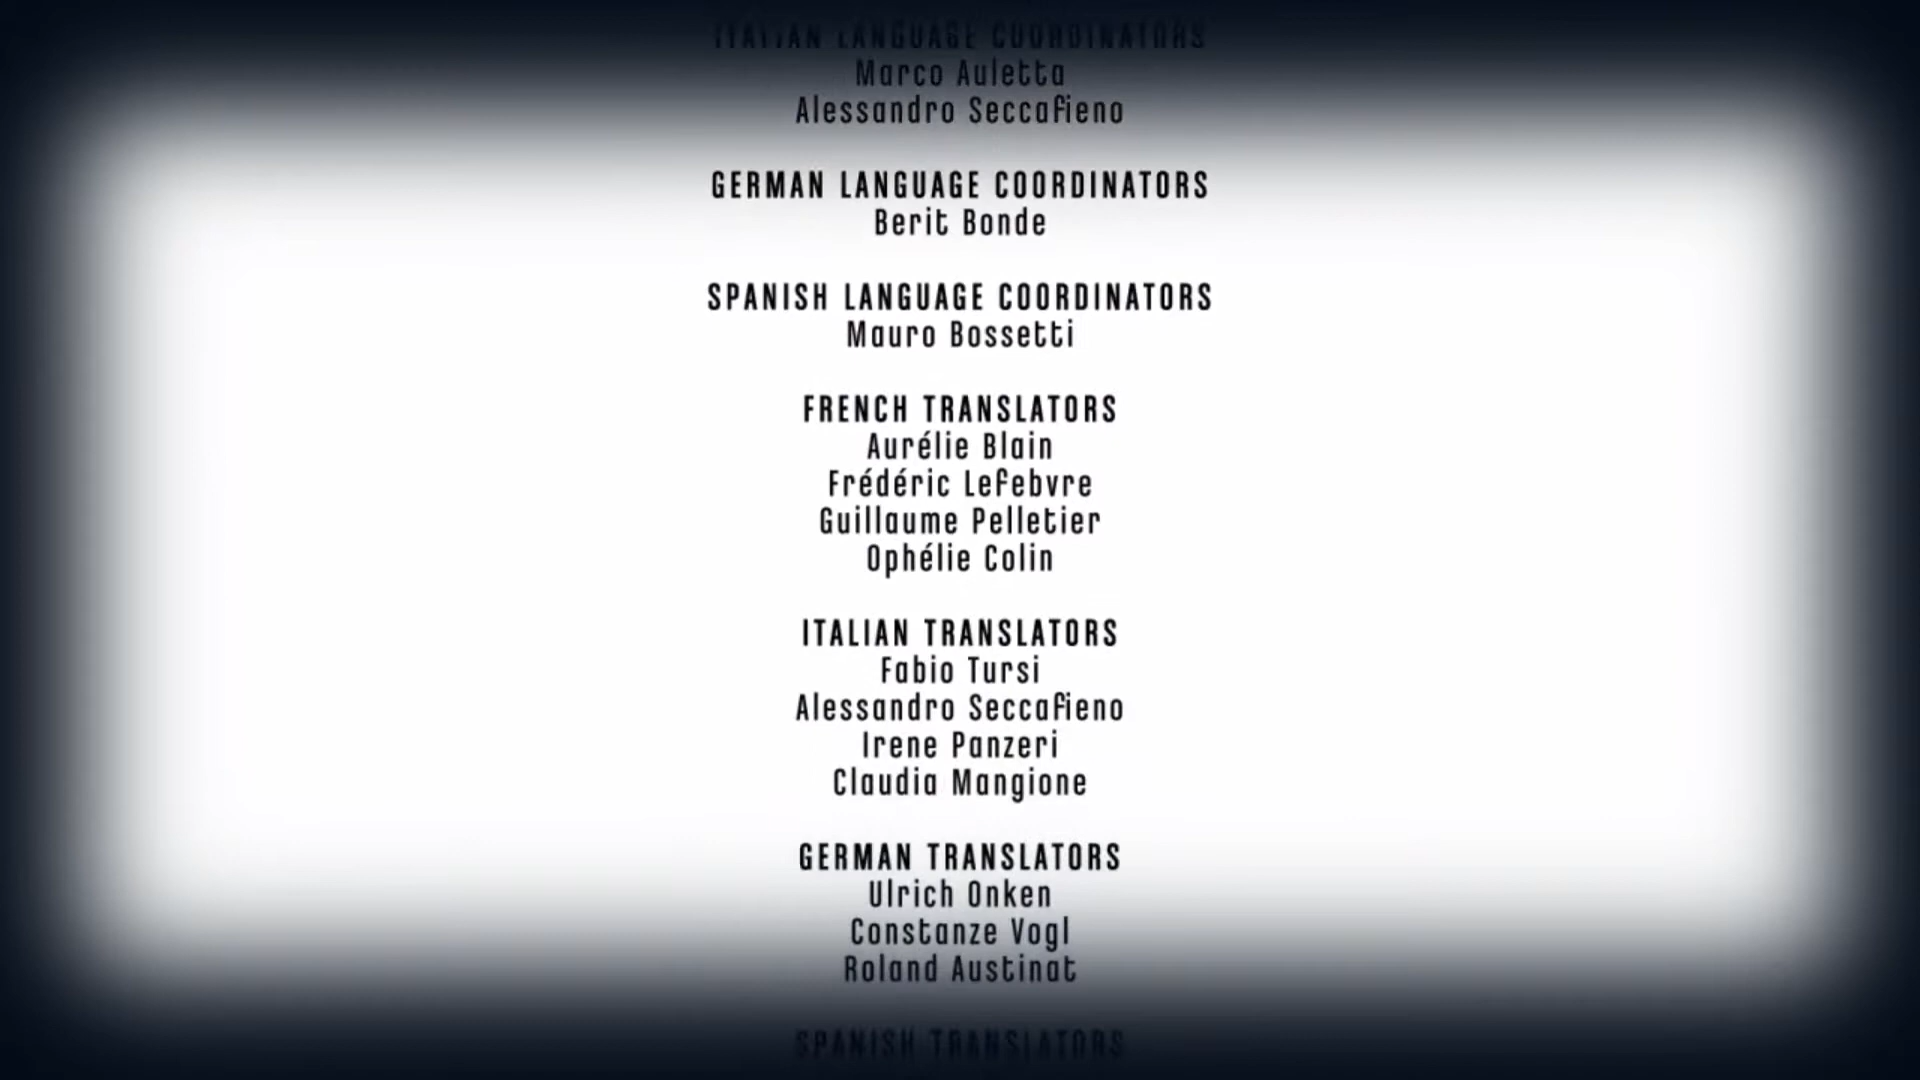 ITALIAN LANGUAGE COORDINATORS
Marco Auletta
Alessandro Seccafieno
GERMAN LANGUAGE COORDINATORS
Berit Bonde
SPANISH LANGUAGE COORDINATORS
Mauro Bossetti
FRENCH TRANSLATORS
Aurélie Blain
Frédéric Lefebvre
Guillaume Pelletier
Ophélie Colin
ITALIAN TRANSLATORS
Fabio Tursi
Alessandro Seccafieno
Irene Panzeri
Claudia Mangione
GERMAN TRANSLATORS
Ulrich Onken
Constanze Vogl
Roland Austinat
SPANISH TRANSLATORS